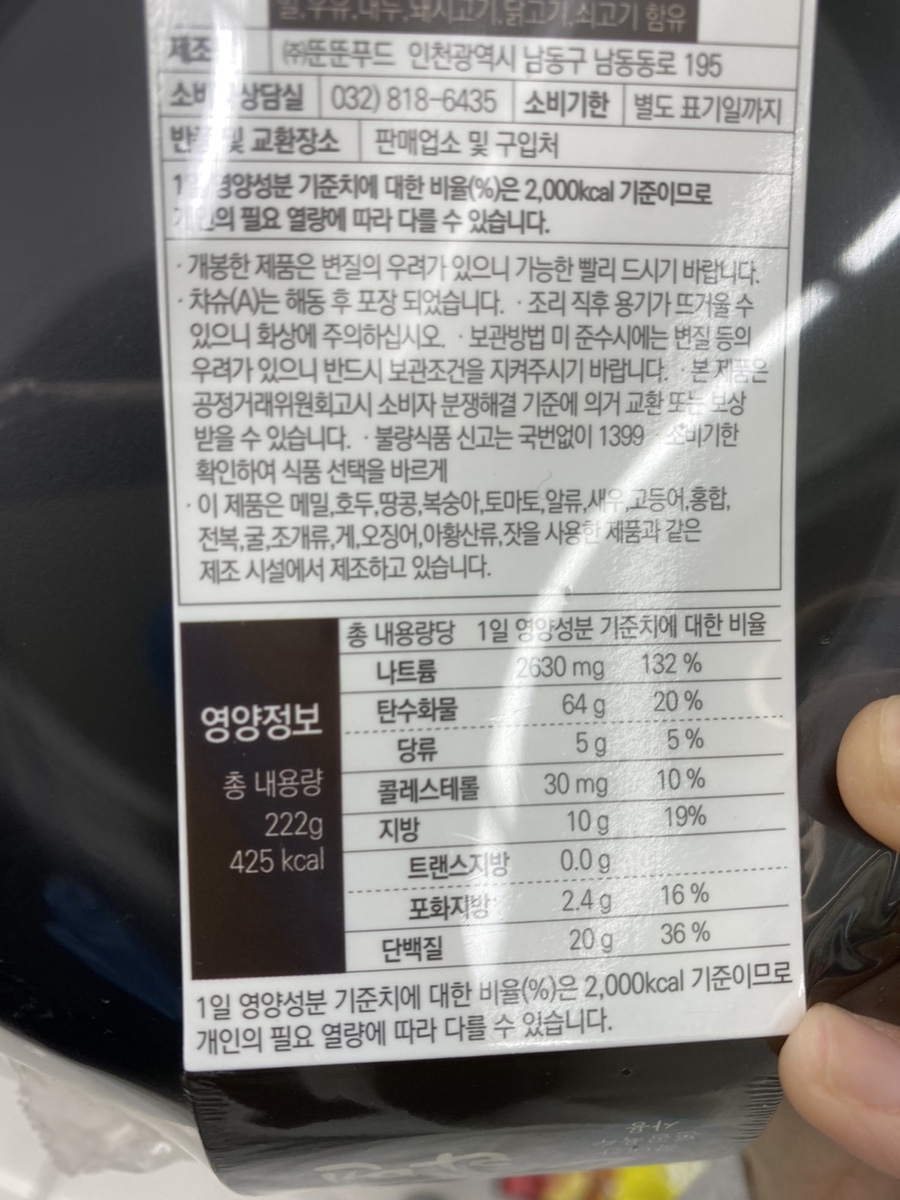 밀,우유,대두,돼지고기,닭고기,쇠고기 함유
㈜뚠뚠푸드 인천광역시 남동구 남동동로 195
상담실 032) 818-6435 소비기한 별도 표기일까지
및 교환장소 판매업소 및 구입처
영양성분 기준치에 대한 비율(%)은 2,000kcal 기준이므로
개인의 필요 열량에 따라 다를 수 있습니다.
· 개봉한 제품은 변질의 우려가 있으니 가능한 빨리 드시기 바랍니다.
· 챠슈(A)는 해동 후 포장 되었습니다. · 조리 직후 용기가 뜨거울 수
있으니 화상에 주의하십시오. · 보관방법 미 준수시에는 변질 등의
우려가 있으니 반드시 보관조건을 지켜주시기 바랍니다. · 본 제품은
공정거래위원회고시 소비자 분쟁해결 기준에 의거 교환 또는 보상
받을 수 있습니다. · 불량식품 신고는 국번없이 1399 · 소비기한
확인하여 식품 선택을 바르게
· 이 제품은 메밀,호두,땅콩,복숭아,토마토,알류,새우,고등어,홍합,
전복,굴,조개류,게,오징어,아황산류,잣을 사용한 제품과 같은
제조 시설에서 제조하고 있습니다.
영양정보
총 내용량
222g
425 kcal
총 내용량당 1일 영양성분 기준치에 대한 비율
나트륨 2630 mg 132 %
탄수화물 64 g 20 %
당류 5 g 5 %
콜레스테롤 30 mg 10 %
지방 10 g 19%
트랜스지방 0.0 g
포화지방 2.4 g 16 %
단백질 20 g 36 %
1일 영양성분 기준치에 대한 비율(%)은 2,000kcal 기준이므로
개인의 필요 열량에 따라 다를 수 있습니다.